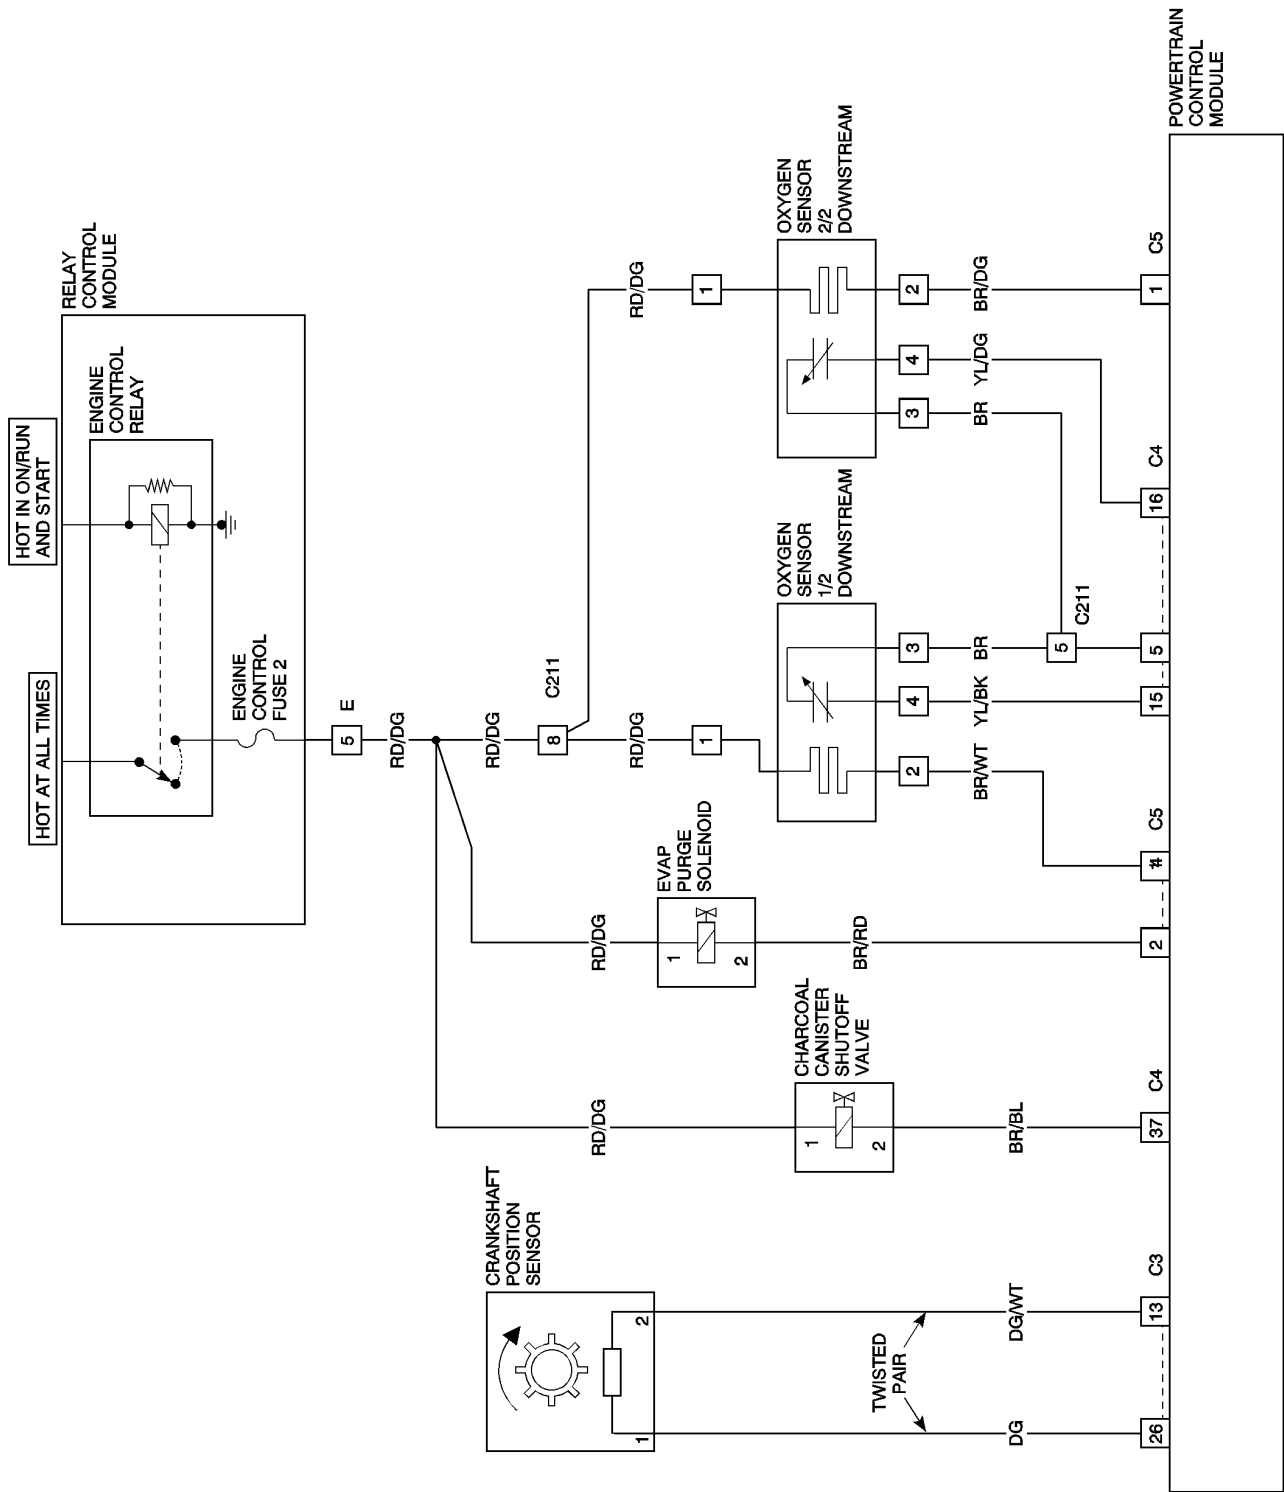 HOT AT ALL TIMES
HOT IN ON/RUN
AND START
RELAY
CONTROL
MODULE
ENGINE
CONTROL
RELAY
ENGINE
CONTROL
FUSE 2
5
E
RD/DG
RD/DG
8
C211
RD/DG
RD/DG
1
1
RD/DG
RD/DG
CRANKSHAFT
POSITION
SENSOR
1
2
CHARCOAL
CANISTER
SHUTOFF
VALVE
1
2
EVAP
PURGE
SOLENOID
1
2
OXYGEN
SENSOR
1/2
DOWNSTREAM
OXYGEN
SENSOR
2/2
DOWNSTREAM
2
4
3
3
4
2
TWISTED
PAIR
DG
DG/WT
BR/BL
BR/RD
BR/WT
YL/BK
BR
BR
YL/DG
BR/DG
5
C211
26
13
C3
37
C4
2
C5
15
5
16
C4
1
C5
POWERTRAIN
CONTROL
MODULE